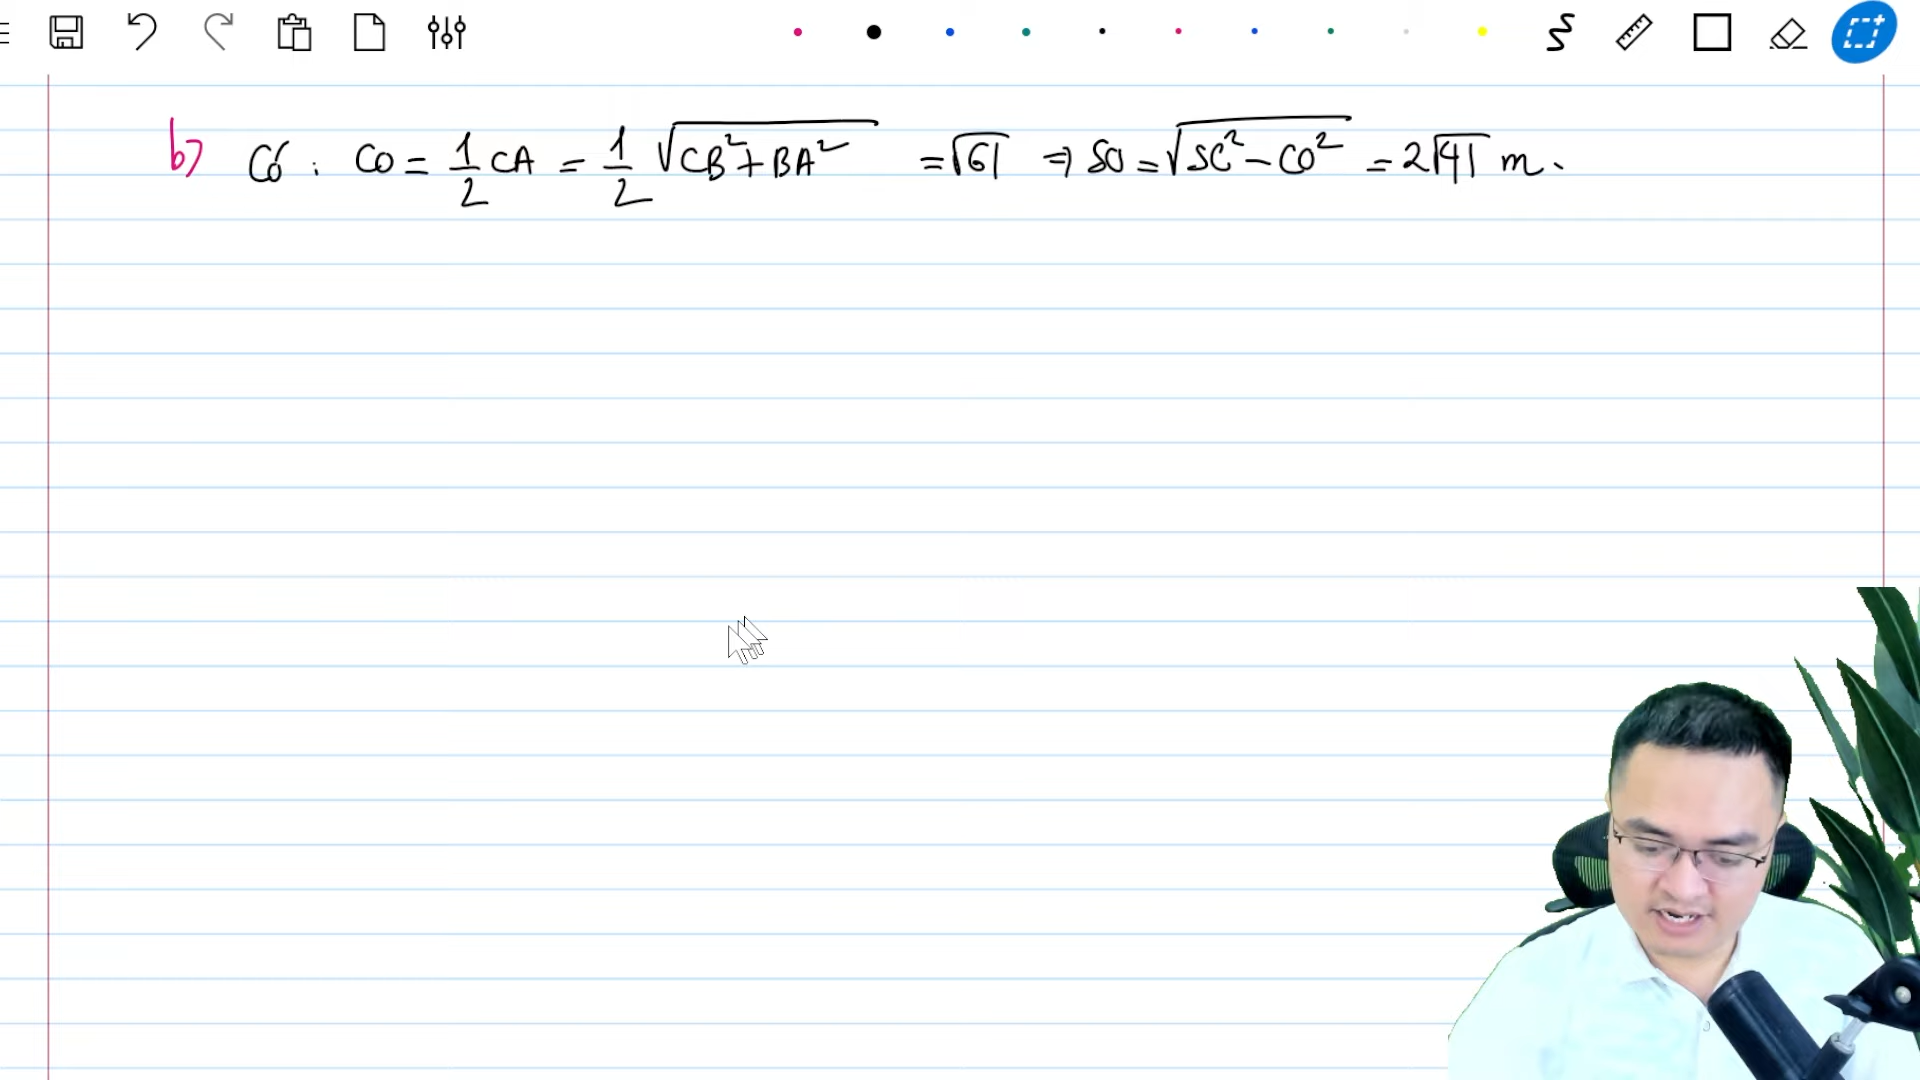 b) Có : CO = 1/2 CA = 1/2 √(CB²+BA²) = √61 ⇒ SO = √(SC²-CO²) = 2√41 m.